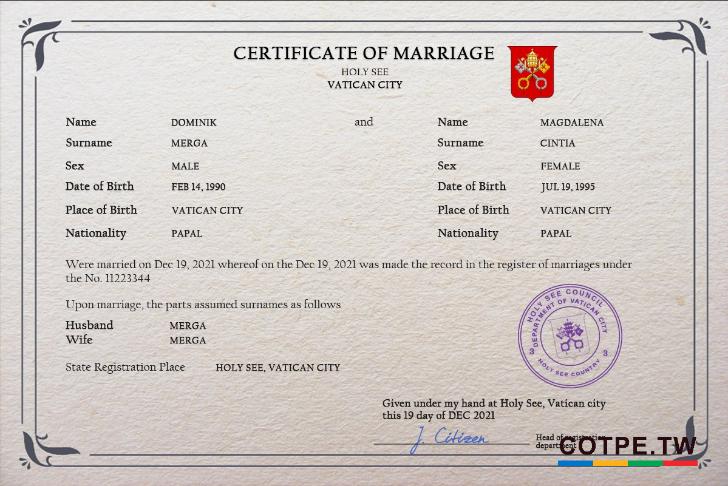 CERTIFICATE OF MARRIAGE
HOLY SEE
VATICAN CITY
Name DOMINIK and Name MAGDALENA
Surname MERGA Surname CINTIA
Sex MALE Sex FEMALE
Date of Birth FEB 14, 1990 Date of Birth JUL 19, 1995
Place of Birth VATICAN CITY Place of Birth VATICAN CITY
Nationality PAPAL Nationality PAPAL
Were married on Dec 19, 2021 whereof on the Dec 19, 2021 was made the record in the register of marriages under
the No. 11223344
Upon marriage, the parts assumed surnames as follows
Husband MERGA
Wife MERGA
State Registration Place HOLY SEE, VATICAN CITY
HOLY SEE COUNCIL
DEPARTMENT OF VATICAN CITY
3 3
HOLY SEE COUNTRY
Given under my hand at Holy See, Vatican city
this 19 day of DEC 2021
J. Citizen
Head of registration
department
GOTPE.TW